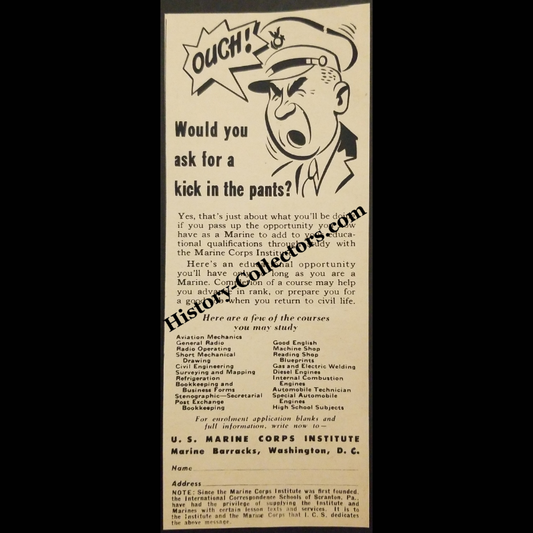 OUCH!
Would you
ask for a
kick in the pants?
Yes, that's just about what you'll be doing
if you pass up the opportunity you now
have as a Marine to add to your educa-
tional qualifications through study with
the Marine Corps Institute.
Here's an educational opportunity
you'll have only as long as you are a
Marine. Completion of a course may help
you advance in rank, or prepare you for
a good job when you return to civil life.
History-Collectors.com
Here are a few of the courses
you may study
Aviation Mechanics
General Radio
Radio Operating
Short Mechanical
Drawing
Civil Engineering
Surveying and Mapping
Refrigeration
Bookkeeping and
Business Forms
Stenographic—Secretarial
Post Exchange
Bookkeeping
Good English
Machine Shop
Reading Shop
Blueprints
Gas and Electric Welding
Diesel Engines
Internal Combustion
Engines
Automobile Technician
Special Automobile
Engines
High School Subjects
For enrolment application blanks and
full information, write now to—
U. S. MARINE CORPS INSTITUTE
Marine Barracks, Washington, D. C.
Name
Address
NOTE: Since the Marine Corps Institute was first founded,
the International Correspondence Schools of Scranton, Pa.,
have had the privilege of supplying the Institute and
Marines with certain lesson texts and services. It is to
the Institute and the Marine Corps that I. C. S. dedicates
the above message.